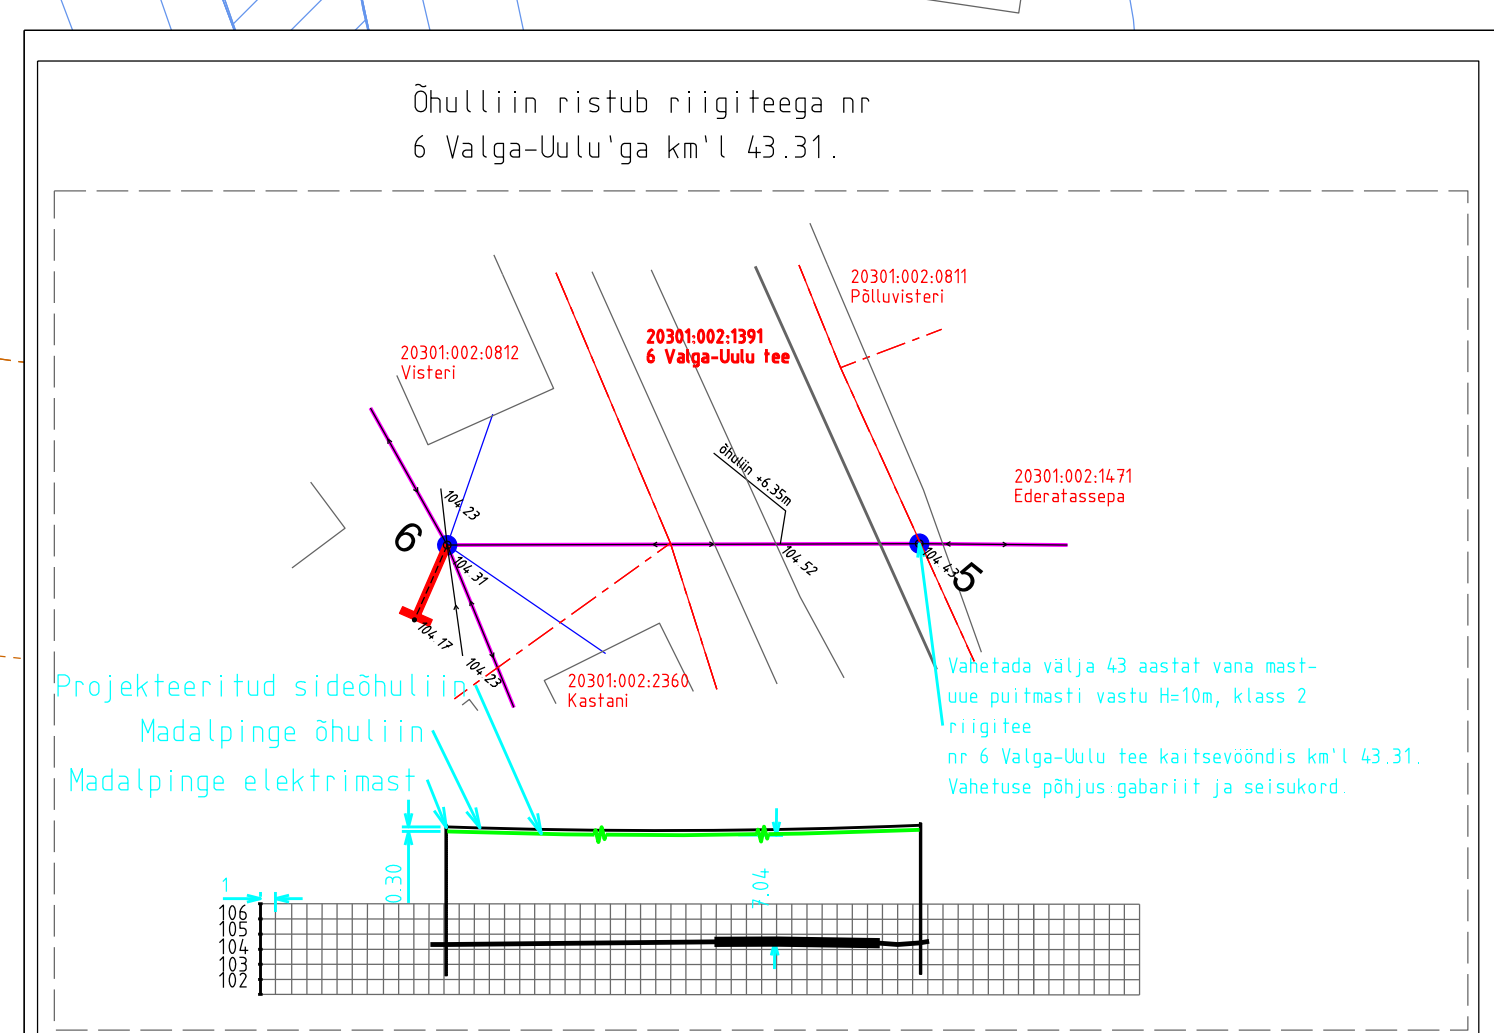 Õhulliin ristub riigiteega nr
6 Valga-Uulu'ga km'l 43.31.
20301:002:0811
Põlluvisteri
20301:002:1391
6 Valga-Uulu tee
20301:002:0812
Visteri
õhuliin +6.35m
20301:002:1471
Ederatassepa
104 23
6
104 31
104 52
104 43
5
104 17
104 23
20301:002:2360
Kastani
Projekteeritud sideõhuliin
Madalpinge õhuliin
Madalpinge elektrimast
Vahetada välja 43 aastat vana mast-
uue puitmasti vastu H=10m, klass 2
riigitee
nr 6 Valga-Uulu tee kaitsevööndis km'l 43.31.
Vahetuse põhjus:gabariit ja seisukord.
0.30
7.04
1
106
105
104
103
102